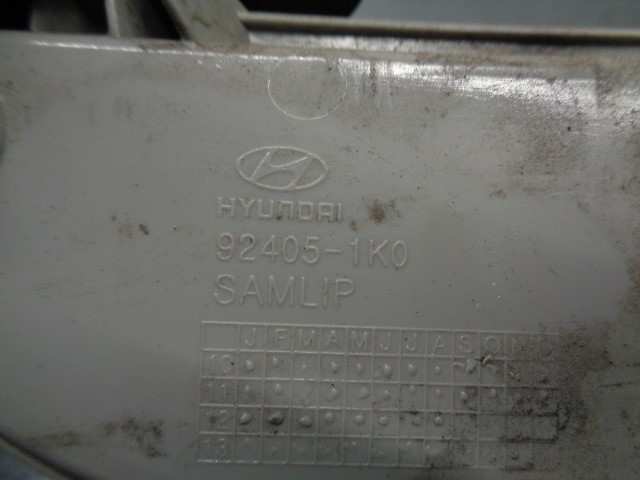 HYUNDAI
92405-1K0
SAMLIP
J F M A M J J A S O N
10
11
12
13